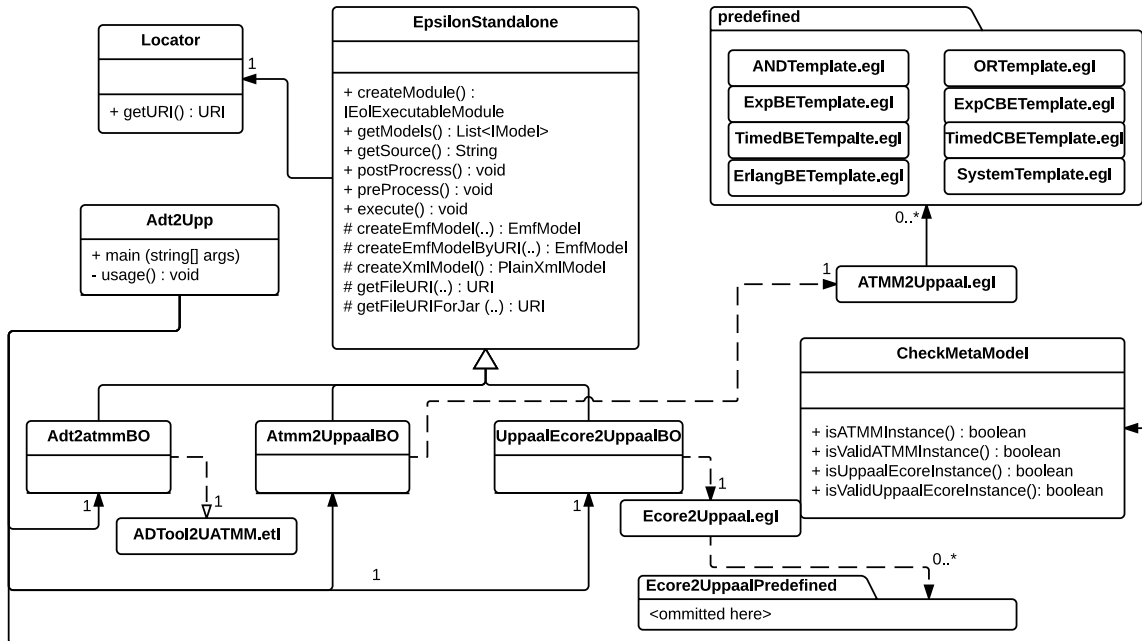 EpsilonStandalone
+ createModule() :
IEolExecutableModule
+ getModels() : List<IModel>
+ getSource() : String
+ postProcress() : void
+ preProcess() : void
+ execute() : void
# createEmfModel(..) : EmfModel
# createEmfModelByURI(..) : EmfModel
# createXmlModel() : PlainXmlModel
# getFileURI(..) : URI
# getFileURIForJar (..) : URI
Locator
+ getURI() : URI
1
predefined
ANDTemplate.egl
ORTemplate.egl
ExpBETemplate.egl
ExpCBETemplate.egl
TimedBETempalte.egl
TimedCBETemplate.egl
ErlangBETemplate.egl
SystemTemplate.egl
0..*
Adt2Upp
+ main (string[] args)
- usage() : void
1
ATMM2Uppaal.egl
CheckMetaModel
+ isATMMInstance() : boolean
+ isValidATMMInstance() : boolean
+ isUppaalEcoreInstance() : boolean
+ isValidUppaalEcoreInstance(): boolean
Adt2atmmBO
Atmm2UppaalBO
UppaalEcore2UppaalBO
1
1
1
1
ADTool2UATMM.etl
Ecore2Uppaal.egl
1
0..*
Ecore2UppaalPredefined
<ommitted here>